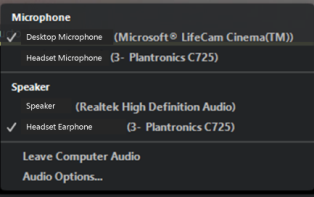 Microphone
Desktop Microphone (Microsoft® LifeCam Cinema(TM))
Headset Microphone (3- Plantronics C725)
Speaker
Speaker (Realtek High Definition Audio)
Headset Earphone (3- Plantronics C725)
Leave Computer Audio
Audio Options...